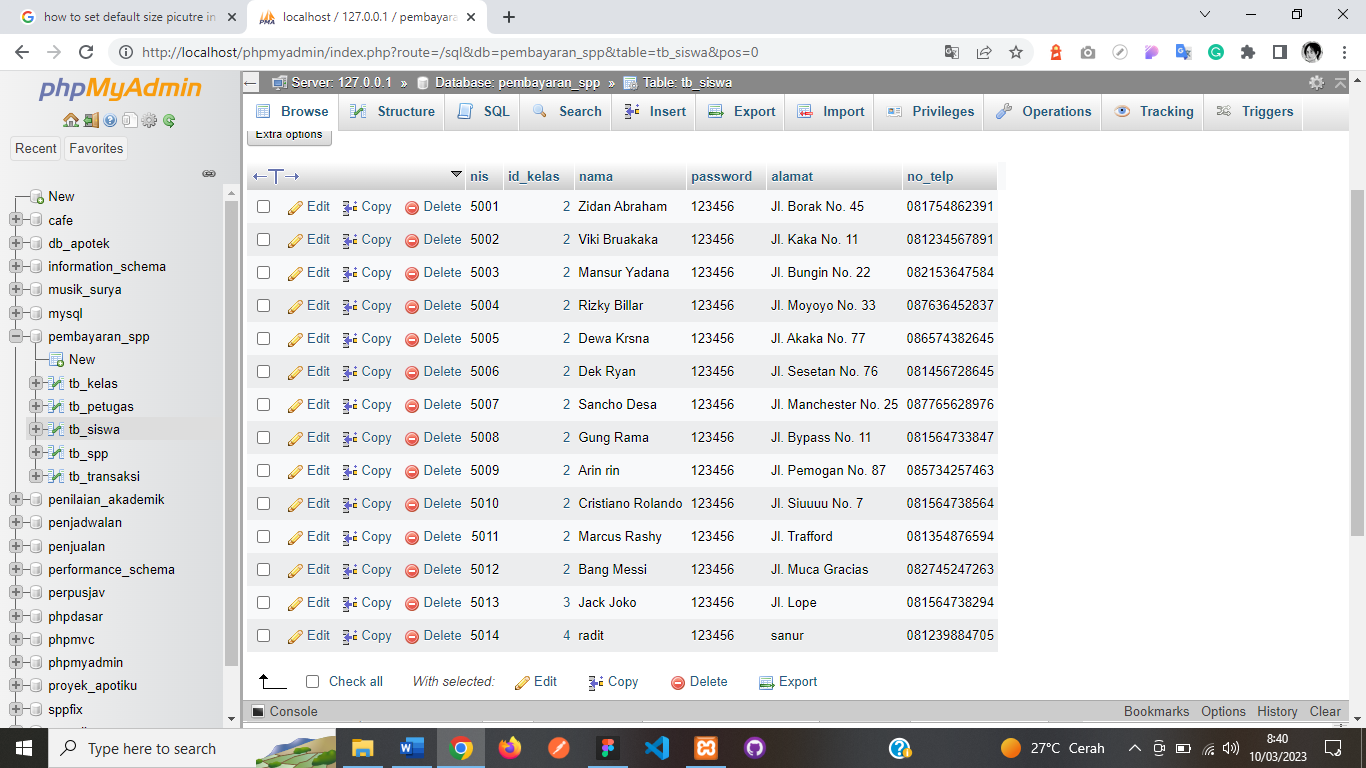 how to set default size picutre in
localhost / 127.0.0.1 / pembayara
http://localhost/phpmyadmin/index.php?route=/sql&db=pembayaran_spp&table=tb_siswa&pos=0
phpMyAdmin
Recent Favorites
New
cafe
db_apotek
information_schema
musik_surya
mysql
pembayaran_spp
New
tb_kelas
tb_petugas
tb_siswa
tb_spp
tb_transaksi
penilaian_akademik
penjadwalan
penjualan
performance_schema
perpusjav
phpdasar
phpmvc
phpmyadmin
proyek_apotiku
sppfix
Server: 127.0.0.1 » Database: pembayaran_spp » Table: tb_siswa
Browse Structure SQL Search Insert Export Import Privileges Operations Tracking Triggers
Extra options
nis id_kelas nama password alamat no_telp
Edit Copy Delete 5001 2 Zidan Abraham 123456 Jl. Borak No. 45 081754862391
Edit Copy Delete 5002 2 Viki Bruakaka 123456 Jl. Kaka No. 11 081234567891
Edit Copy Delete 5003 2 Mansur Yadana 123456 Jl. Bungin No. 22 082153647584
Edit Copy Delete 5004 2 Rizky Billar 123456 Jl. Moyoyo No. 33 087636452837
Edit Copy Delete 5005 2 Dewa Krsna 123456 Jl. Akaka No. 77 086574382645
Edit Copy Delete 5006 2 Dek Ryan 123456 Jl. Sesetan No. 76 081456728645
Edit Copy Delete 5007 2 Sancho Desa 123456 Jl. Manchester No. 25 087765628976
Edit Copy Delete 5008 2 Gung Rama 123456 Jl. Bypass No. 11 081564733847
Edit Copy Delete 5009 2 Arin rin 123456 Jl. Pemogan No. 87 085734257463
Edit Copy Delete 5010 2 Cristiano Rolando 123456 Jl. Siuuuu No. 7 081564738564
Edit Copy Delete 5011 2 Marcus Rashy 123456 Jl. Trafford 081354876594
Edit Copy Delete 5012 2 Bang Messi 123456 Jl. Muca Gracias 082745247263
Edit Copy Delete 5013 3 Jack Joko 123456 Jl. Lope 081564738294
Edit Copy Delete 5014 4 radit 123456 sanur 081239884705
Check all With selected: Edit Copy Delete Export
Console Bookmarks Options History Clear
Type here to search
27°C Cerah
8:40
10/03/2023